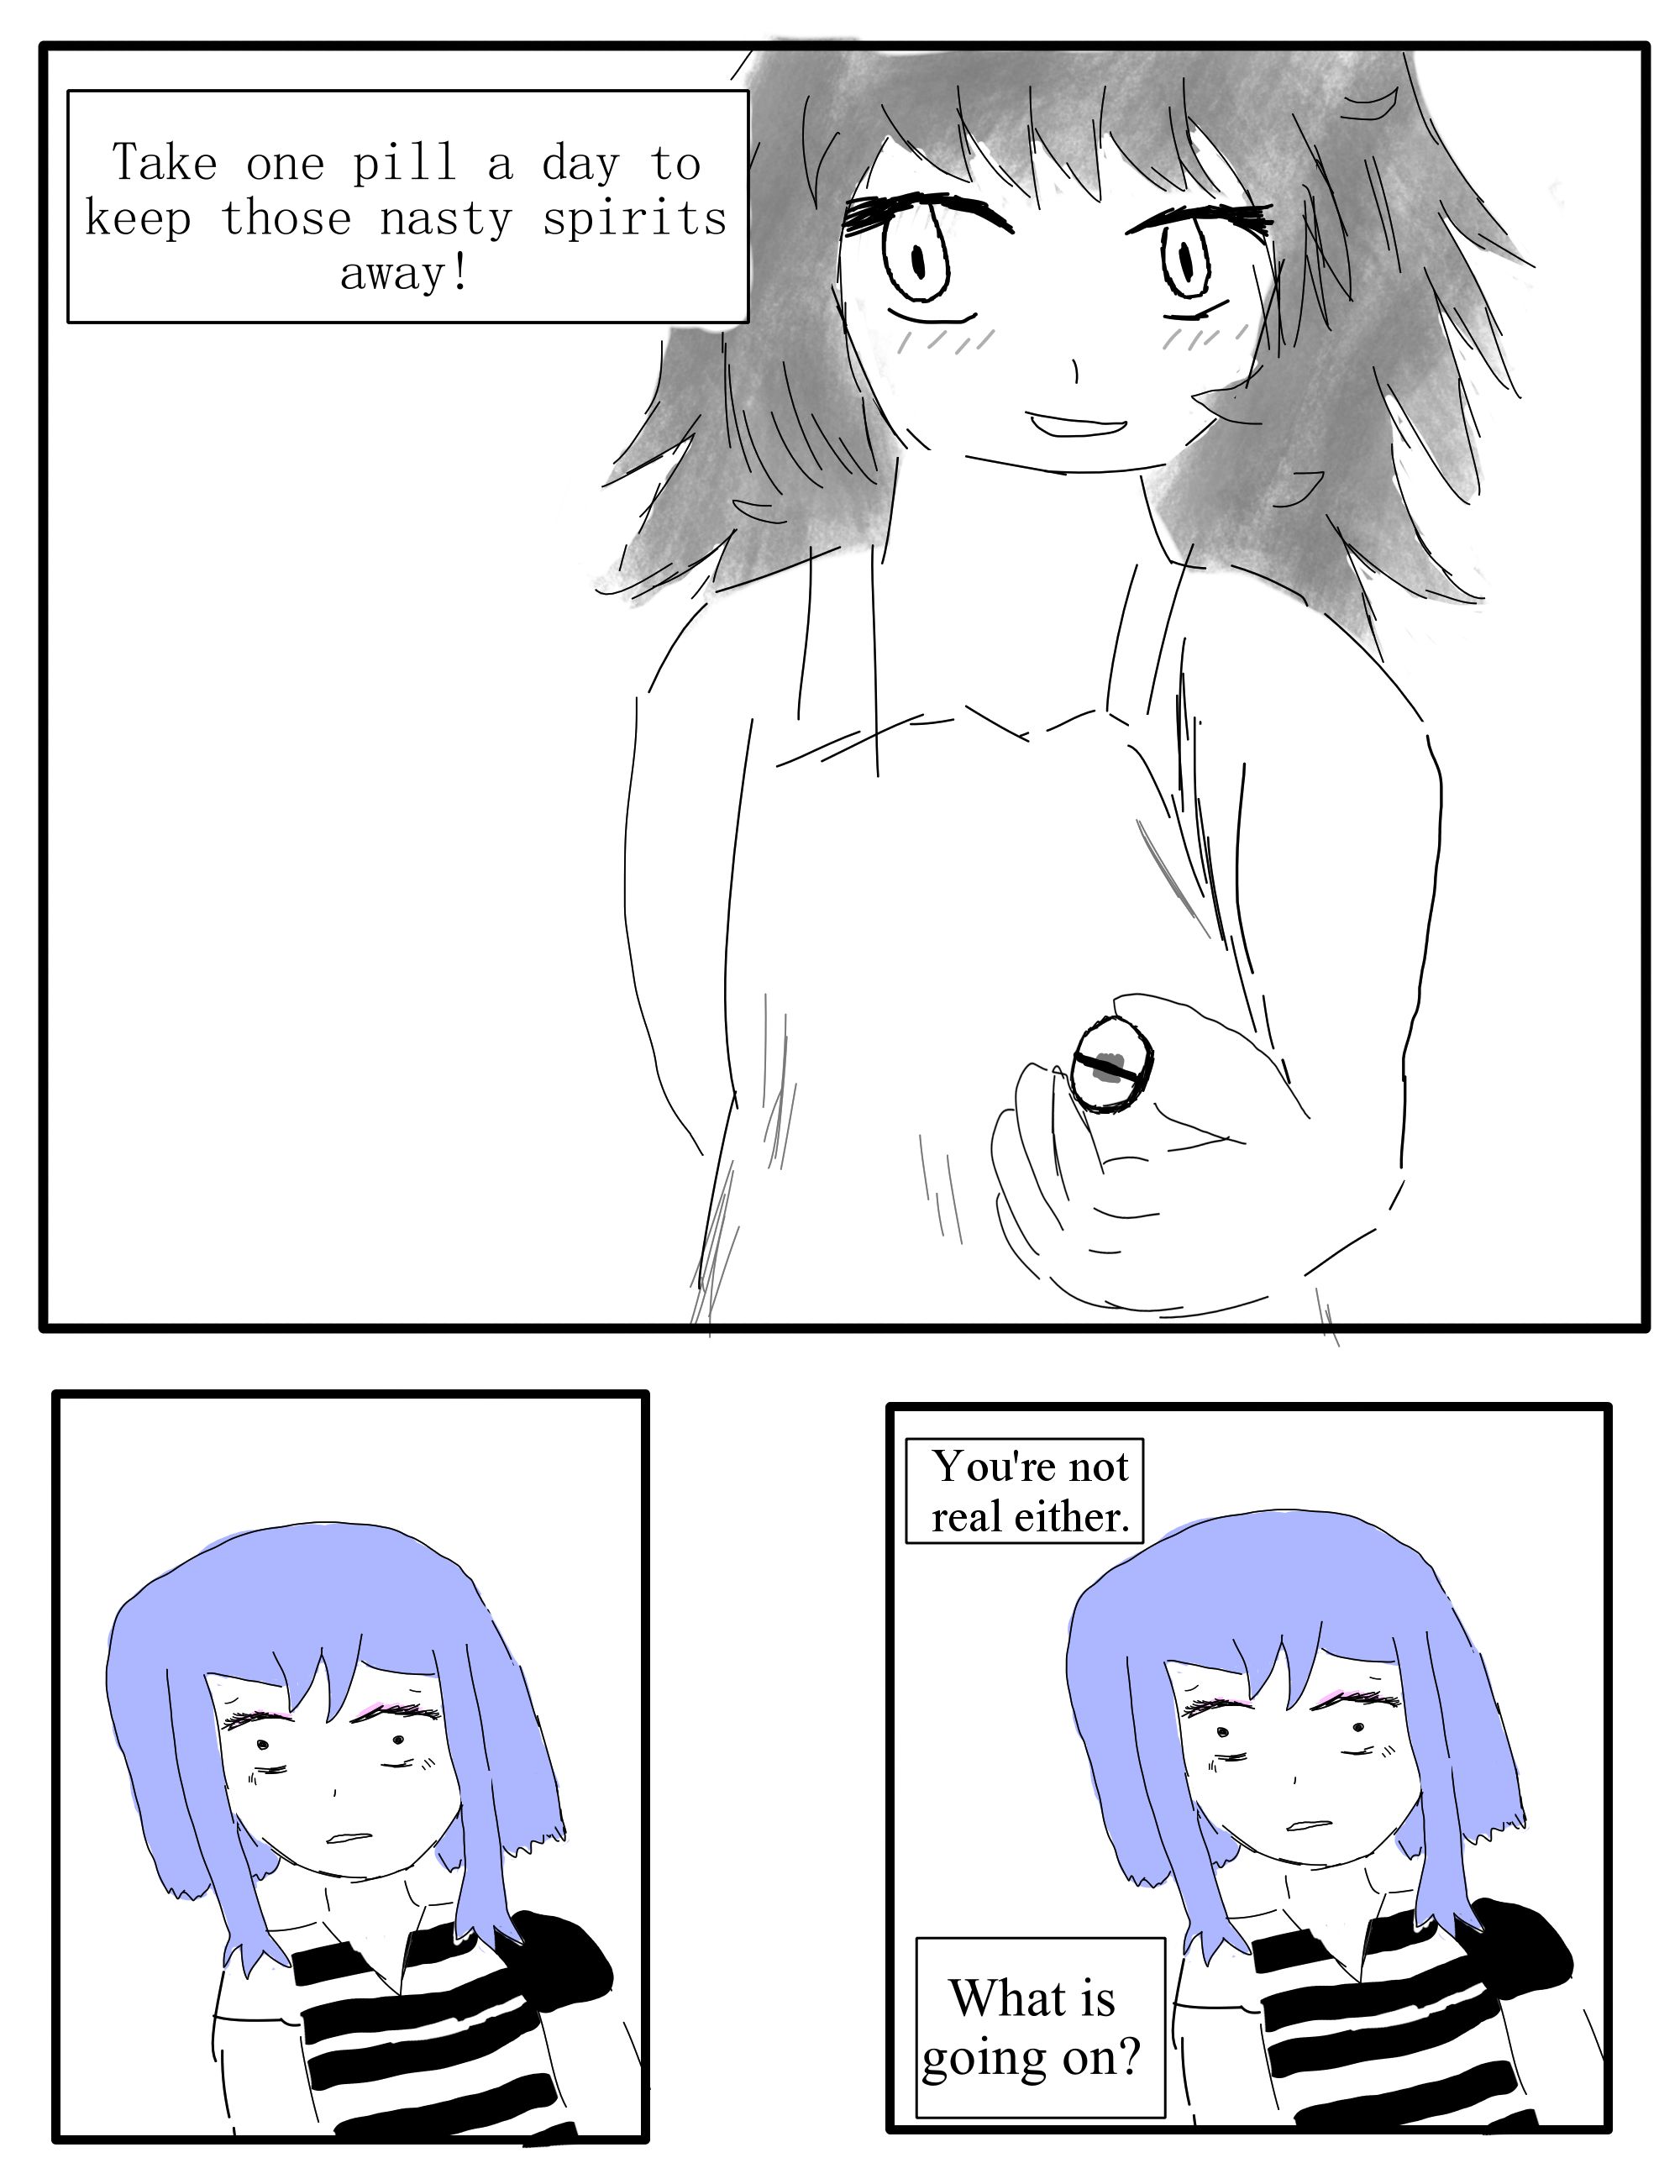 Take one pill a day to
keep those nasty spirits
away!
You're not
real either.
What is
going on?